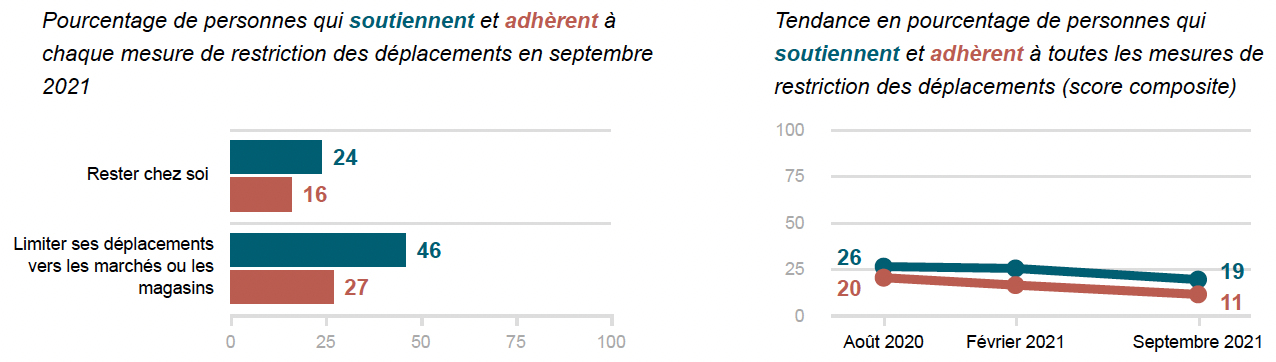 Pourcentage de personnes qui soutiennent et adhèrent à
chaque mesure de restriction des déplacements en septembre
2021
Rester chez soi
24
16
Limiter ses déplacements
vers les marchés ou les
magasins
46
27
0 25 50 75 100
Tendance en pourcentage de personnes qui
soutiennent et adhèrent à toutes les mesures de
restriction des déplacements (score composite)
100
75
50
25
0
26
20
19
11
Août 2020 Février 2021 Septembre 2021